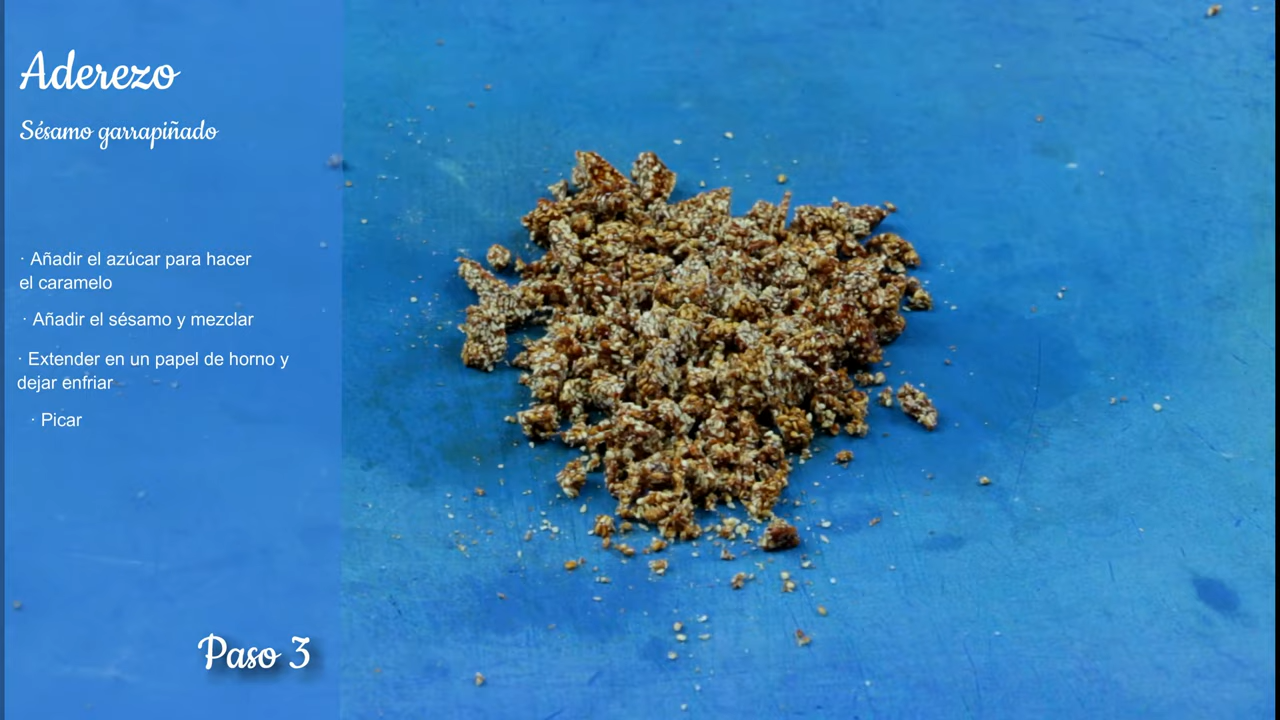 Aderezo
Sésamo garrapiñado
· Añadir el azúcar para hacer
el caramelo
· Añadir el sésamo y mezclar
· Extender en un papel de horno y
dejar enfriar
· Picar
Paso 3